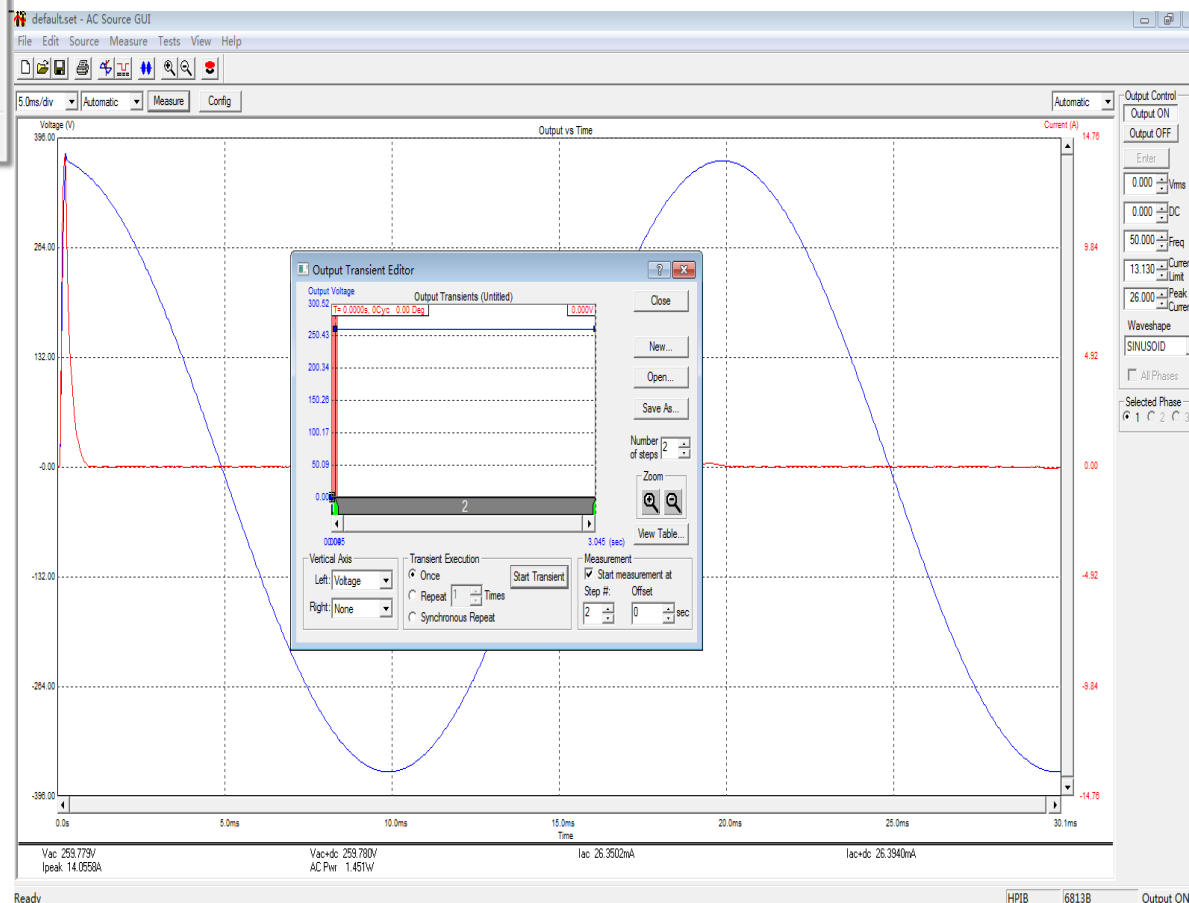 default.set - AC Source GUI
File Edit Source Measure Tests View Help
5.0ms/div Automatic Measure Config Automatic
Voltage (V) Output vs Time Current (A)
396.00 14.76
264.00 9.84
132.00 4.92
-0.00 0.00
-132.00 -4.92
-264.00 -9.84
-396.00 -14.76
0.0s 5.0ms 10.0ms 15.0ms 20.0ms 25.0ms 30.1ms
Time
Vac 259.779V Vac+dc 259.780V Iac 26.3502mA Iac+dc 26.3940mA
Ipeak 14.0558A AC Pwr 1.451W
Ready HPIB 6813B Output ON
Output Control
Output ON
Output OFF
Enter
0.000 Vrms
0.000 DC
50.000 Freq
13.130 Limit
26.000 Peak
Waveshape
SINUSOID
All Phases
Selected Phase
1 2 3
Output Transient Editor
Output Voltage Output Transients (Untitled)
300.52 T= 0.0000s, 0Cyc 0.00 Deg 0.000V
250.43
200.34
150.26
100.17
50.09
0.00
2
3.045 (sec)
Close
New...
Open...
Save As...
Number of steps 2
Zoom
View Table...
Vertical Axis
Left: Voltage
Right: None
Transient Execution
Once Start Transient
Repeat 1 Times
Synchronous Repeat
Measurement
Start measurement at
Step #: Offset
2 0 sec